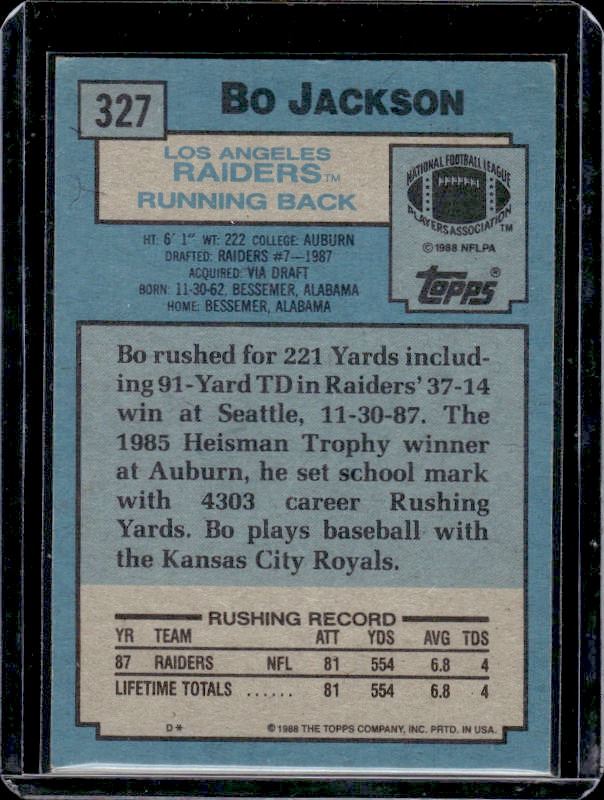 327
BO JACKSON
LOS ANGELES
RAIDERS™
RUNNING BACK
NATIONAL FOOTBALL LEAGUE
PLAYERS ASSOCIATION™
© 1988 NFLPA
topps®
HT: 6' 1" WT: 222 COLLEGE: AUBURN
DRAFTED: RAIDERS #7—1987
ACQUIRED: VIA DRAFT
BORN: 11-30-62, BESSEMER, ALABAMA
HOME: BESSEMER, ALABAMA
Bo rushed for 221 Yards includ-
ing 91-Yard TD in Raiders' 37-14
win at Seattle, 11-30-87. The
1985 Heisman Trophy winner
at Auburn, he set school mark
with 4303 career Rushing
Yards. Bo plays baseball with
the Kansas City Royals.
RUSHING RECORD
YR TEAM ATT YDS AVG TDS
87 RAIDERS NFL 81 554 6.8 4
LIFETIME TOTALS ...... 81 554 6.8 4
D* © 1988 THE TOPPS COMPANY, INC. PRTD. IN USA.